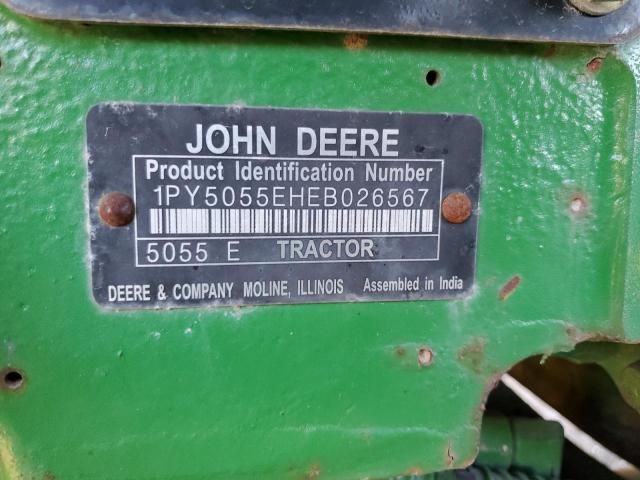 JOHN DEERE
Product Identification Number
1PY5055EHEB026567
5055 E TRACTOR
DEERE & COMPANY MOLINE, ILLINOIS Assembled in India